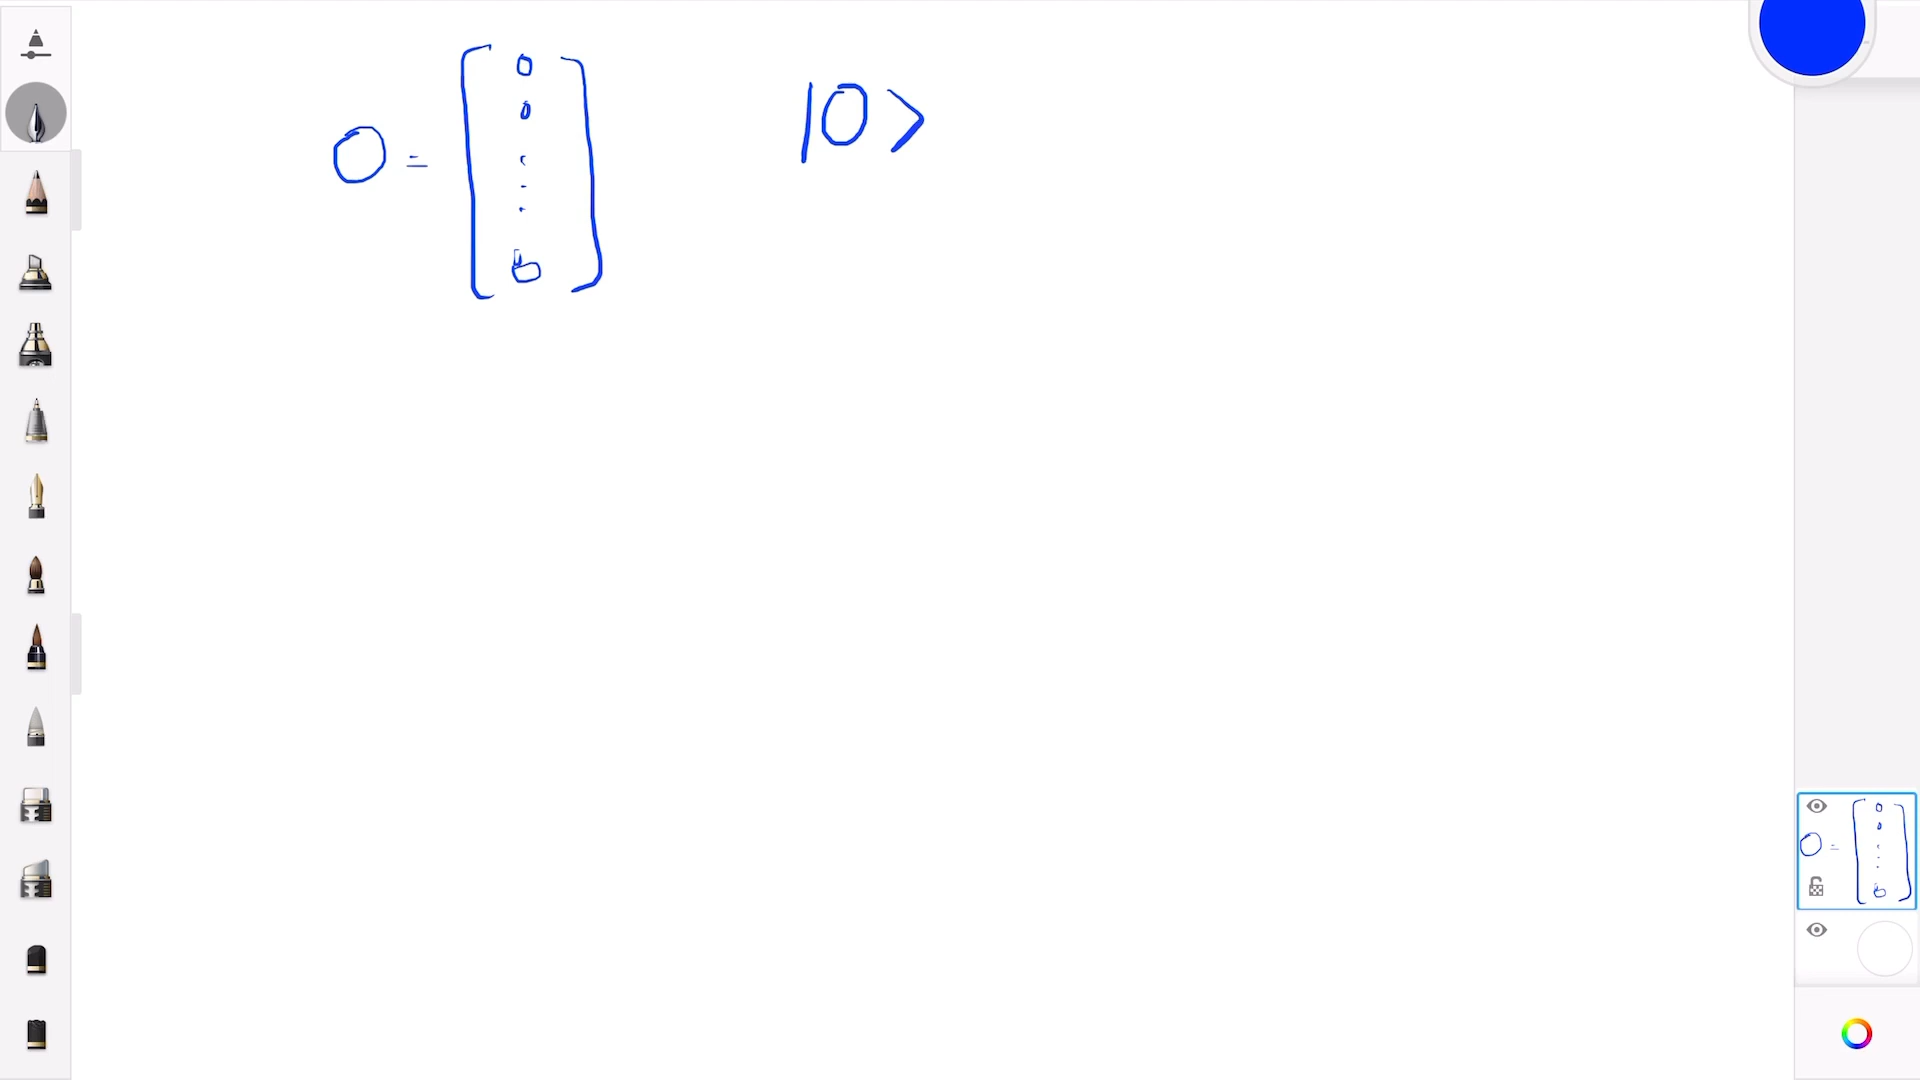 0 = [ 0 0 . . . 0 ]
|0>